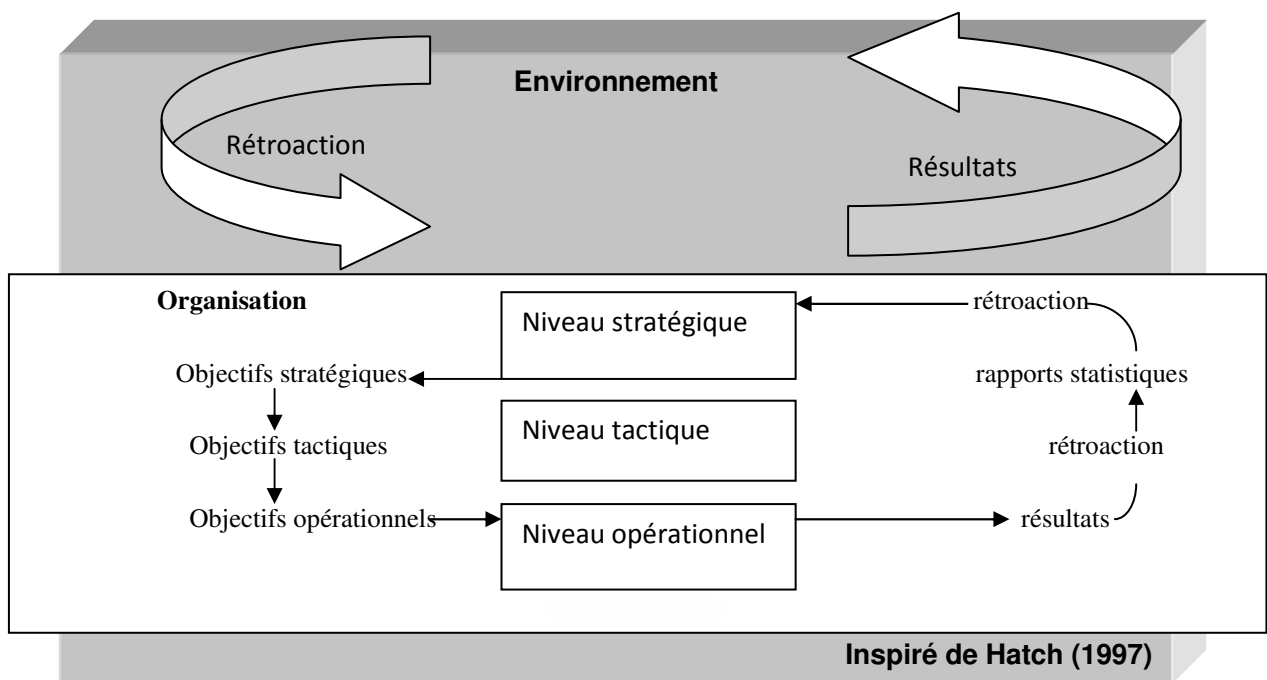 Environnement
Rétroaction
Résultats
Organisation
Niveau stratégique
rétroaction
Objectifs stratégiques
rapports statistiques
Objectifs tactiques
Niveau tactique
rétroaction
Objectifs opérationnels
Niveau opérationnel
résultats
Inspiré de Hatch (1997)